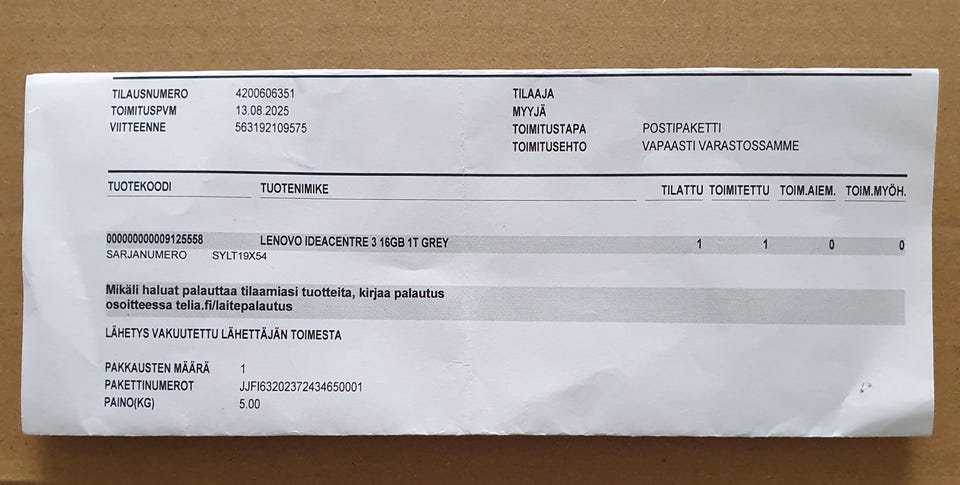 TILAUSNUMERO 4200606351 TILAAJA
TOIMITUSPVM 13.08.2025 MYYJÄ
VIITTEENNE 563192109575 TOIMITUSTAPA POSTIPAKETTI
TOIMITUSEHTO VAPAASTI VARASTOSSAMME
TUOTEKOODI TUOTENIMIKE TILATTU TOIMITETTU TOIM.AIEM. TOIM.MYÖH.
000000000009125558 LENOVO IDEACENTRE 3 16GB 1T GREY 1 1 0 0
SARJANUMERO SYLT19X54
Mikäli haluat palauttaa tilaamiasi tuotteita, kirjaa palautus
osoitteessa telia.fi/laitepalautus
LÄHETYS VAKUUTETTU LÄHETTÄJÄN TOIMESTA
PAKKAUSTEN MÄÄRÄ 1
PAKETTINUMEROT JJFI63202372434650001
PAINO(KG) 5.00